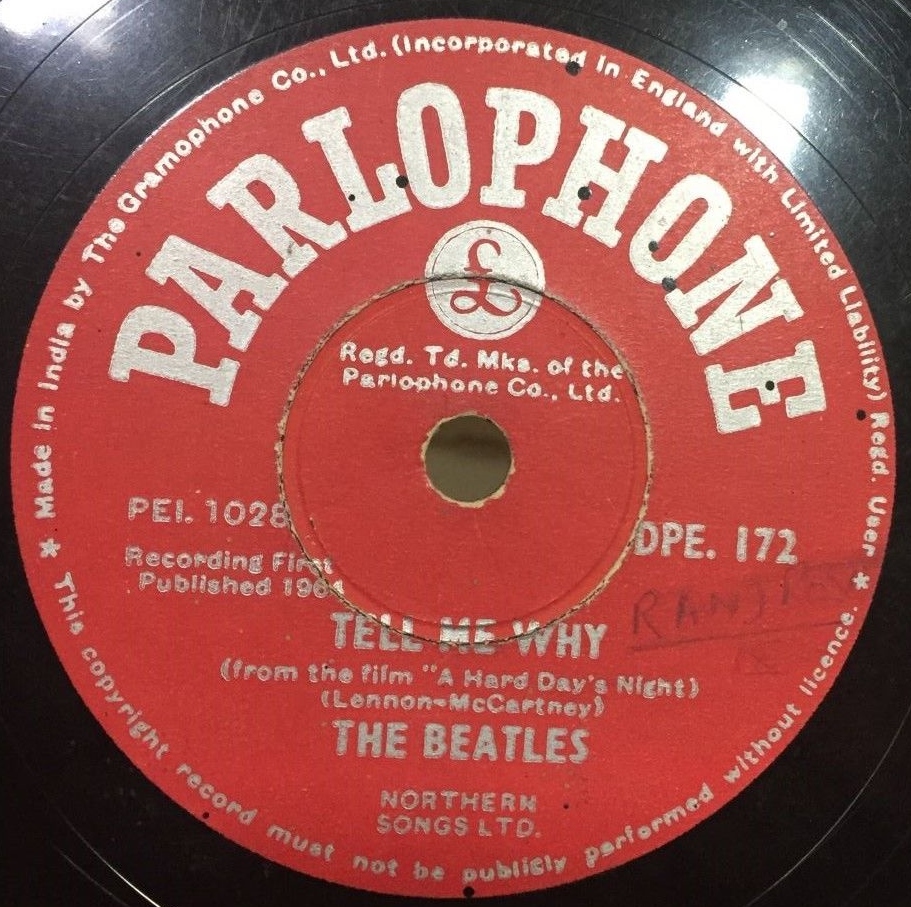 ★ Made in India by The Gramophone Co., Ltd. (Incorporated in England with Limited Liability) Regd. User ★
PARLOPHONE
£
Regd. Td. Mks. of the
Parlophone Co., Ltd.
PEI. 1028
DPE. 172
Recording First
Published 1964
TELL ME WHY
(from the film "A Hard Day's Night)
(Lennon-McCartney)
THE BEATLES
NORTHERN
SONGS LTD.
This copyright record must not be publicly performed without licence.